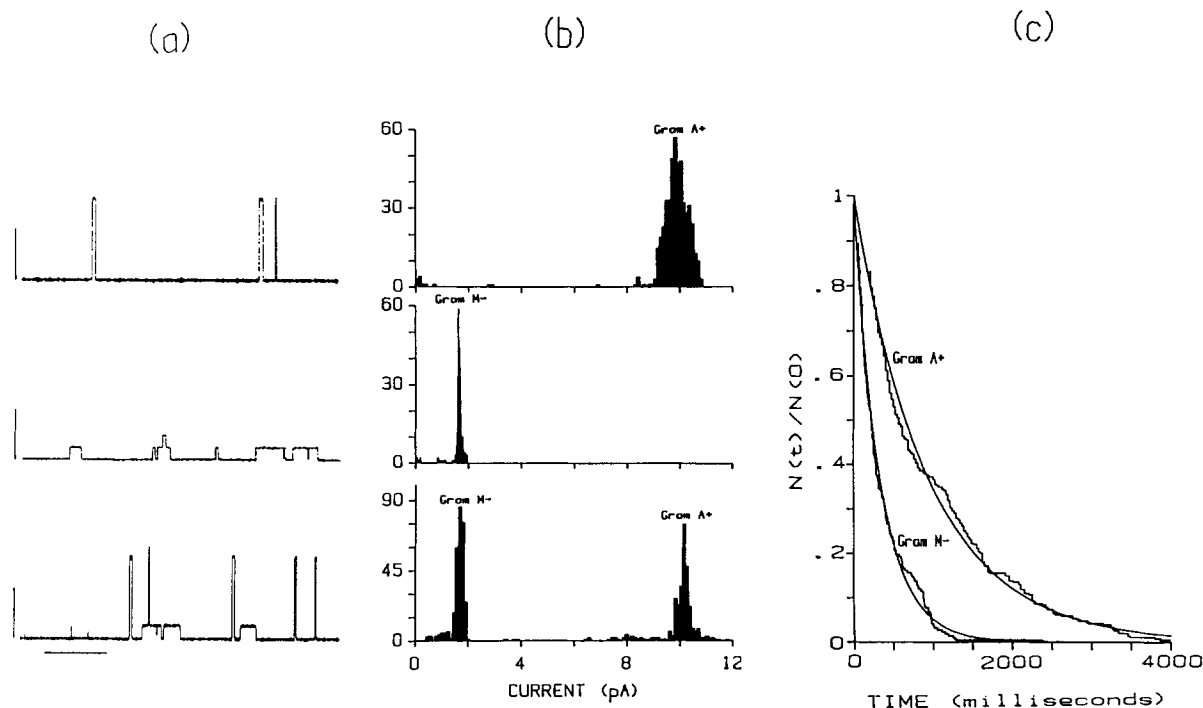 (a)
(b)
(c)
60
30
0
Gram A+
60
30
0
Gram M-
90
45
0
Gram M-
Gram A+
0 4 8 12
CURRENT (pA)
1
.8
.6
.4
.2
0
N(t)/N(0)
Gram A+
Gram M-
0 2000 4000
TIME (milliseconds)